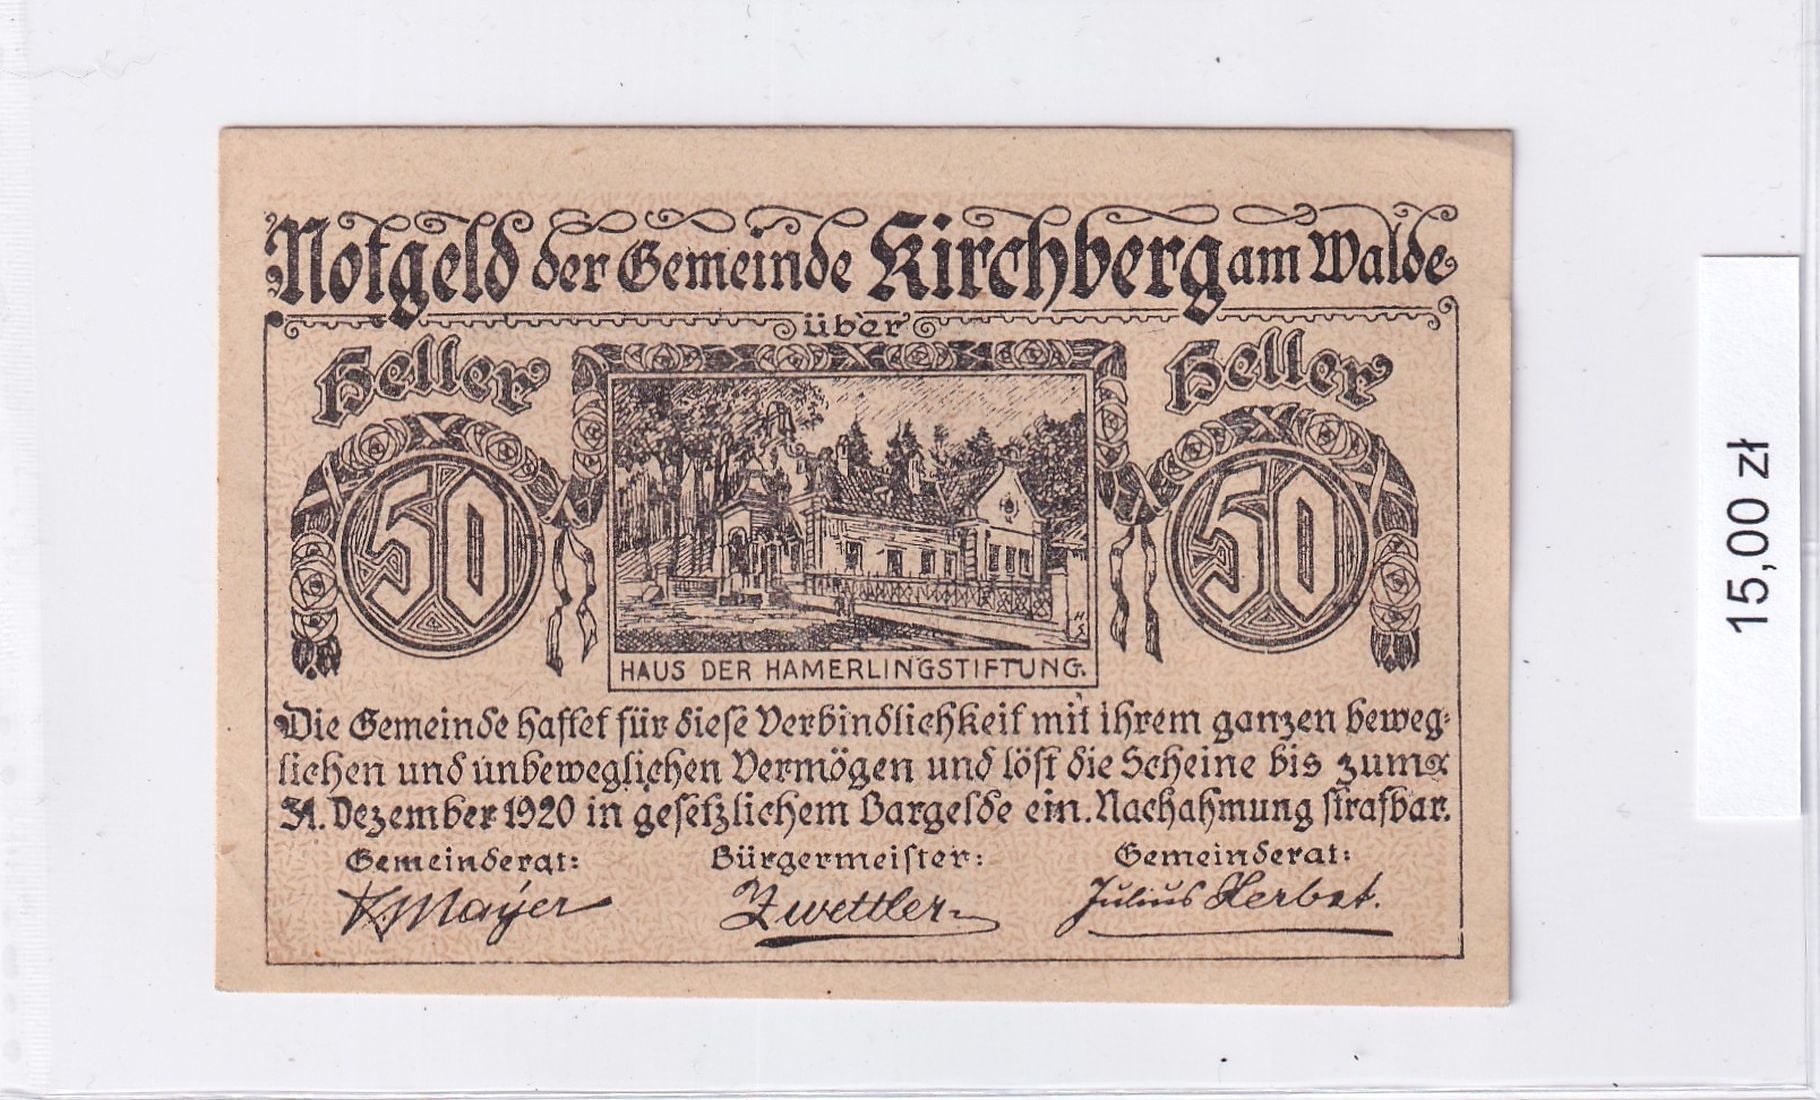 Notgeld der Gemeinde Kirchberg am Walde
über
Heller
Heller
50
50
HAUS DER HAMERLINGSTIFTUNG.
Die Gemeinde haftet für diese Verbindlichkeit mit ihrem ganzen beweg-
lichen und unbeweglichen Vermögen und löst die Scheine bis zum
31. Dezember 1920 in gesetzlichem Bargelde ein. Nachahmung strafbar.
Gemeinderat:
Bürgermeister:
Gemeinderat:
K. Mayer
Zwettler
Julius Herbst.
15,00 zł